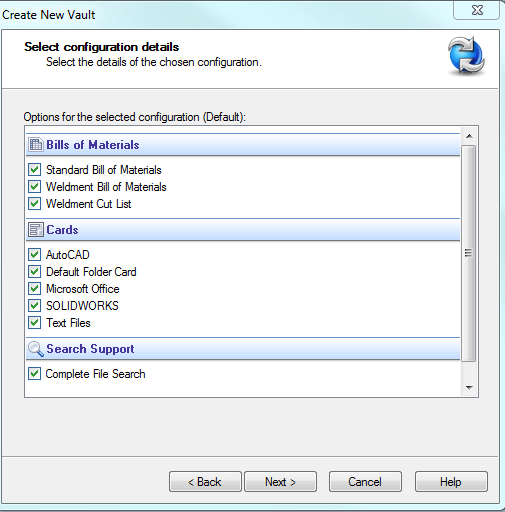 Create New Vault
Select configuration details
Select the details of the chosen configuration.
Options for the selected configuration (Default):
Bills of Materials
Standard Bill of Materials
Weldment Bill of Materials
Weldment Cut List
Cards
AutoCAD
Default Folder Card
Microsoft Office
SOLIDWORKS
Text Files
Search Support
Complete File Search
< Back Next > Cancel Help